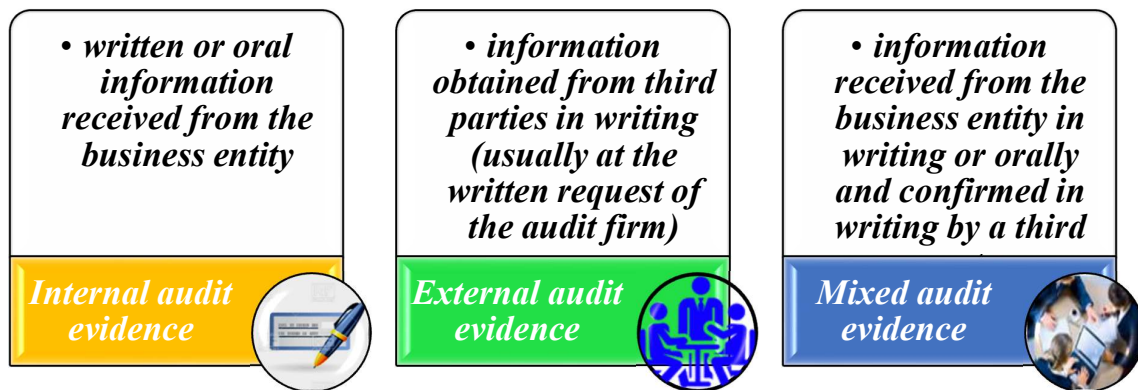 • written or oral
information
received from the
business entity
Internal audit
evidence
• information
obtained from third
parties in writing
(usually at the
written request of
the audit firm)
External audit
evidence
• information
received from the
business entity in
writing or orally
and confirmed in
writing by a third
Mixed audit
evidence